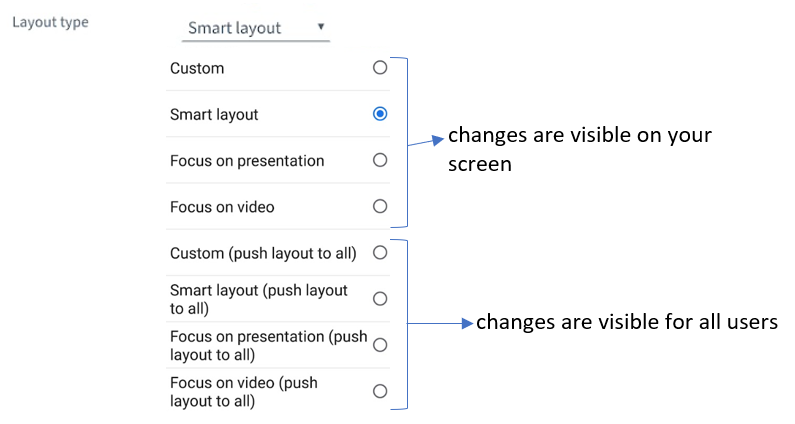 Layout type
Smart layout
Custom
Smart layout
Focus on presentation
Focus on video
changes are visible on your
screen
Custom (push layout to all)
Smart layout (push layout
to all)
Focus on presentation (push
layout to all)
Focus on video (push
layout to all)
changes are visible for all users